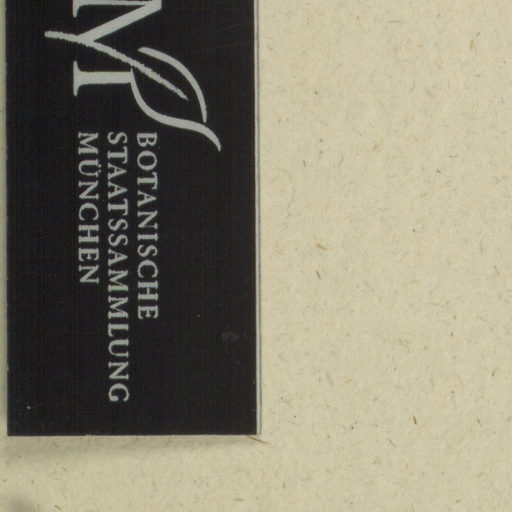 M
BOTANISCHE
STAATSSAMMLUNG
MÜNCHEN